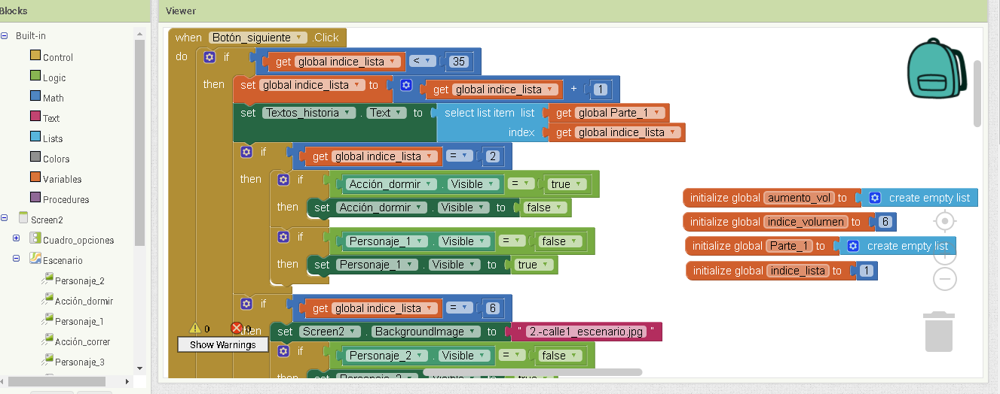 Blocks
Viewer
Built-in
Control
Logic
Math
Text
Lists
Colors
Variables
Procedures
Screen2
Cuadro_opciones
Escenario
Personaje_2
Acción_dormir
Personaje_1
Acción_correr
Personaje_3
when Botón_siguiente .Click
do if get global indice_lista < 35
then set global indice_lista to get global indice_lista + 1
set Textos_historia . Text to select list item list get global Parte_1
index get global indice_lista
if get global indice_lista = 2
then if Acción_dormir . Visible = true
then set Acción_dormir . Visible to false
if Personaje_1 . Visible = false
then set Personaje_1 . Visible to true
if get global indice_lista = 6
then set Screen2 . BackgroundImage to " 2.-calle1_escenario.jpg "
if Personaje_2 . Visible = false
then set Personaje_2 . Visible to true
0 0
Show Warnings
initialize global aumento_vol to create empty list
initialize global indice_volumen to 6
initialize global Parte_1 to create empty list
initialize global indice_lista to 1